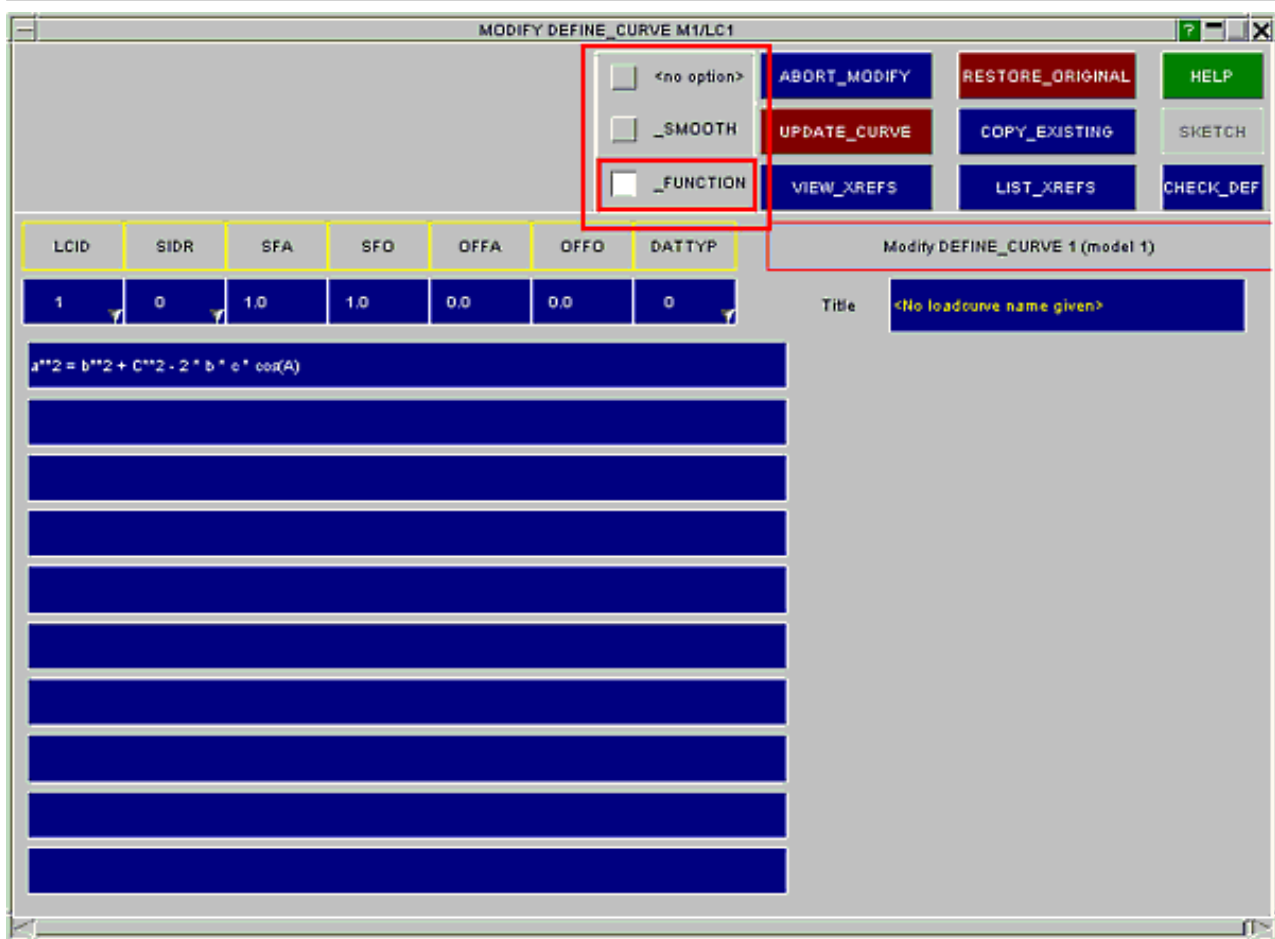 MODIFY DEFINE_CURVE M1/LC1
?
<no option> ABORT_MODIFY RESTORE_ORIGINAL HELP
_SMOOTH UPDATE_CURVE COPY_EXISTING SKETCH
_FUNCTION VIEW_XREFS LIST_XREFS CHECK_DEF
LCID SIDR SFA SFO OFFA OFFO DATTYP Modify DEFINE_CURVE 1 (model 1)
1 0 1.0 1.0 0.0 0.0 0 Title <No loadcurve name given>
a**2 = b**2 + C**2 - 2 * b * c * cos(A)